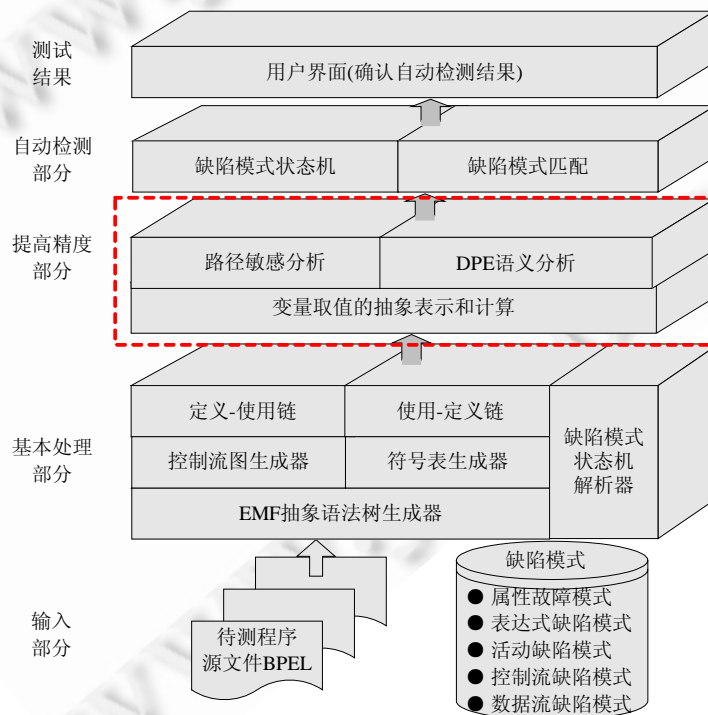 测试
结果
用户界面(确认自动检测结果)
自动检测
部分
缺陷模式状态机
缺陷模式匹配
提高精度
部分
路径敏感分析
DPE语义分析
变量取值的抽象表示和计算
基本处理
部分
定义-使用链
使用-定义链
控制流图生成器
符号表生成器
EMF抽象语法树生成器
缺陷模式
状态机
解析器
输入
部分
待测程序
源文件BPEL
缺陷模式
● 属性故障模式
● 表达式缺陷模式
● 活动缺陷模式
● 控制流缺陷模式
● 数据流缺陷模式